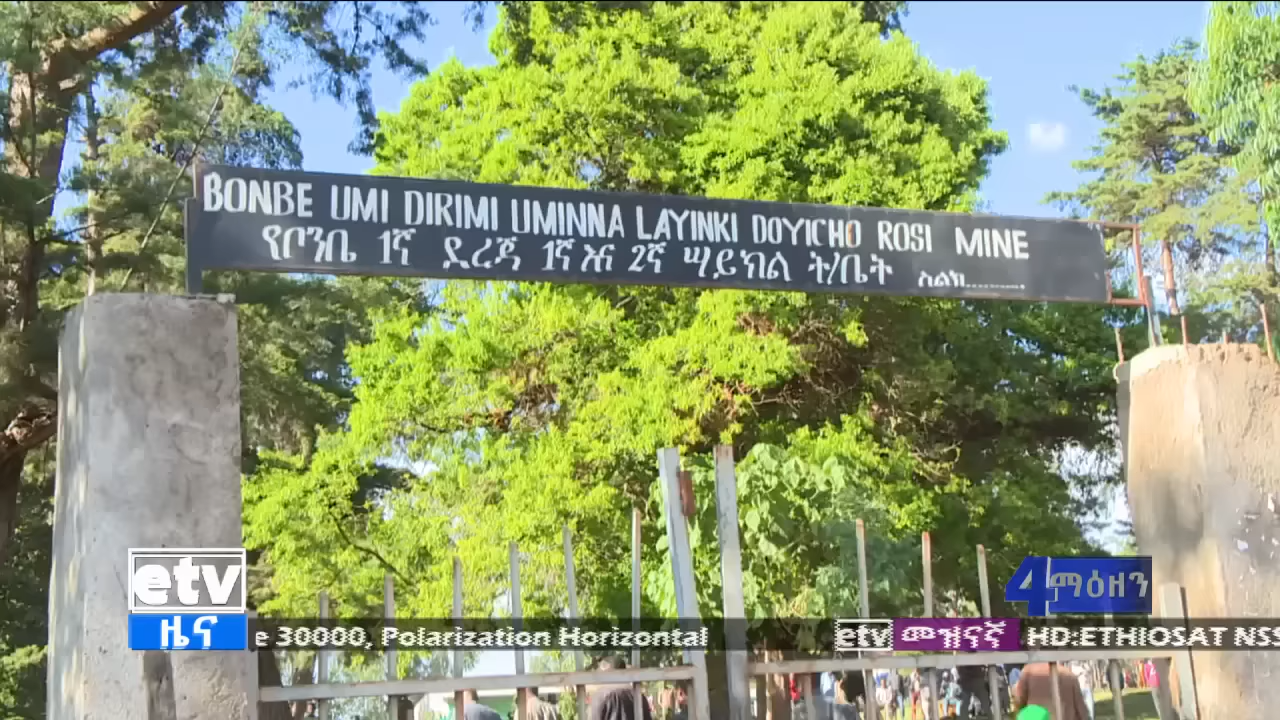 BONBE UMI DIRIMI UMINNA LAYINKI DOYICHO ROSI MINE
የቦንቤ 1ኛ ደረጃ 1ኛ እና 2ኛ ሣይክል ት/ቤት ስልክ..........
4 ማዕዘን
etv
ዜና
e 30000, Polarization Horizontal
etv መዝናኛ HD:ETHIOSAT NSS